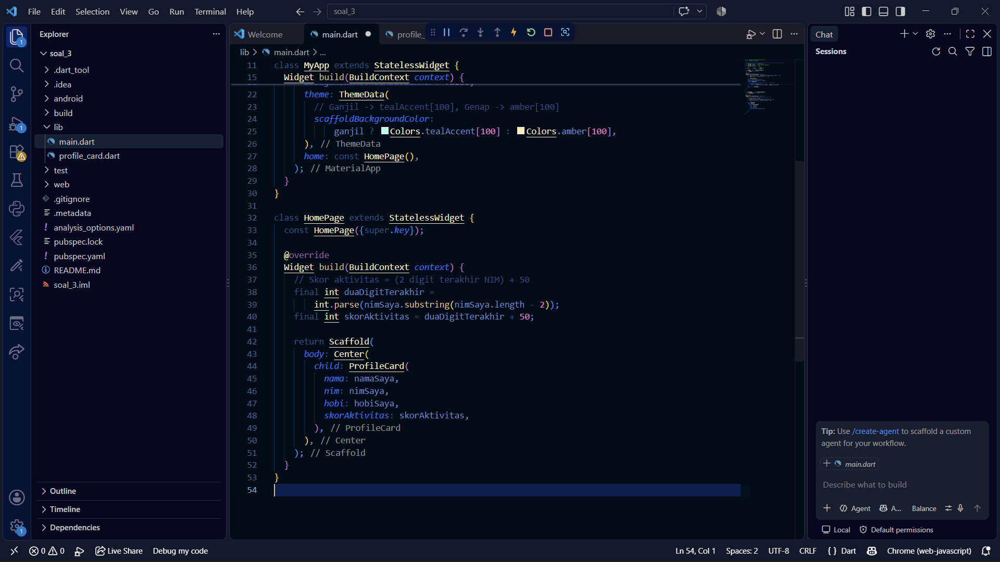 File Edit Selection View Go Run Terminal Help
soal_3
Explorer
soal_3
.dart_tool
.idea
android
build
lib
main.dart
profile_card.dart
test
web
.gitignore
.metadata
analysis_options.yaml
pubspec.lock
pubspec.yaml
README.md
soal_3.iml
Outline
Timeline
Dependencies
Welcome
main.dart
profile_
lib > main.dart > ...
11 class MyApp extends StatelessWidget {
15 Widget build(BuildContext context) {
22 theme: ThemeData(
23 // Ganjil -> tealAccent[100], Genap -> amber[100]
24 scaffoldBackgroundColor:
25 ganjil ? Colors.tealAccent[100] : Colors.amber[100],
26 ), // ThemeData
27 home: const HomePage(),
28 ); // MaterialApp
29 }
30 }
31
32 class HomePage extends StatelessWidget {
33 const HomePage({super.key});
34
35 @override
36 Widget build(BuildContext context) {
37 // Skor aktivitas = (2 digit terakhir NIM) + 50
38 final int duaDigitTerakhir =
39 int.parse(nimSaya.substring(nimSaya.length - 2));
40 final int skorAktivitas = duaDigitTerakhir + 50;
41
42 return Scaffold(
43 body: Center(
44 child: ProfileCard(
45 nama: namaSaya,
46 nim: nimSaya,
47 hobi: hobiSaya,
48 skorAktivitas: skorAktivitas,
49 ), // ProfileCard
50 ), // Center
51 ); // Scaffold
52 }
53 }
54
Chat
Sessions
Tip: Use /create-agent to scaffold a custom
agent for your workflow.
main.dart
Describe what to build
Agent A... Balance
Local Default permissions
0 0 Live Share Debug my code
Ln 54, Col 1 Spaces: 2 UTF-8 CRLF { } Dart Chrome (web-javascript)